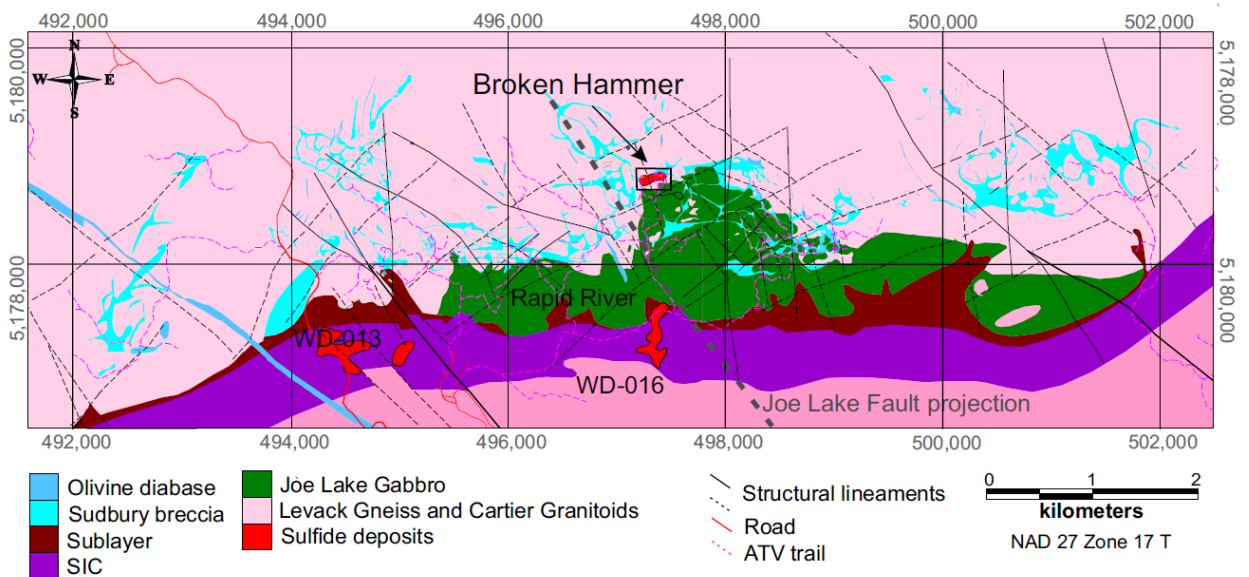 492,000 494,000 496,000 498,000 500,000 502,000
5,180,000
5,178,000
N
W E
S
Broken Hammer
5,178,000
5,180,000
Rapid River
WD-013
WD-016
Joe Lake Fault projection
492,000 494,000 496,000 498,000 500,000 502,000
Olivine diabase
Sudbury breccia
Sublayer
SIC
Joe Lake Gabbro
Levack Gneiss and Cartier Granitoids
Sulfide deposits
Structural lineaments
Road
ATV trail
0 1 2
kilometers
NAD 27 Zone 17 T